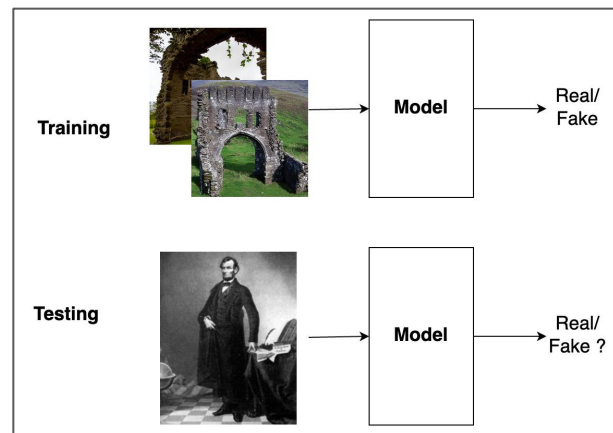 Training
Model
Real/
Fake
Testing
Model
Real/
Fake ?